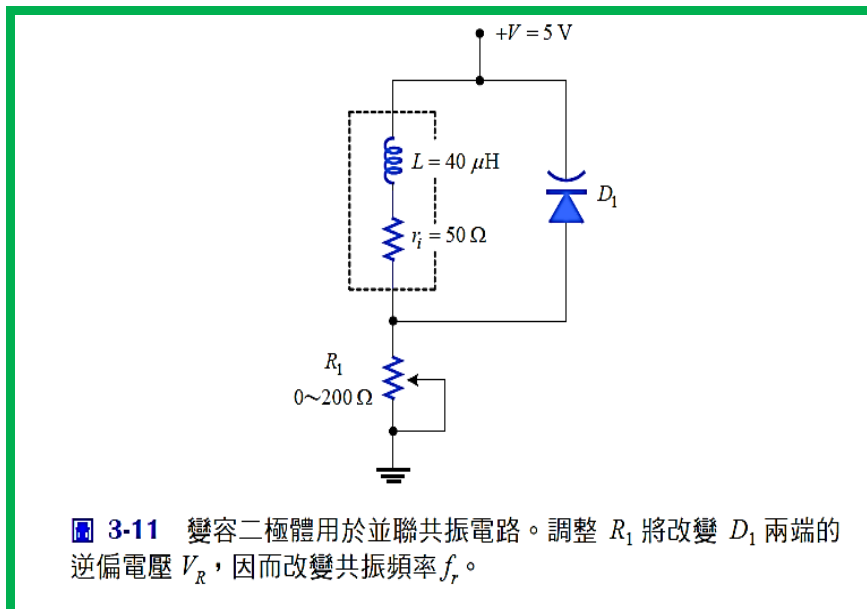 +V = 5 V
L = 40 μH
D₁
rᵢ = 50 Ω
R₁
0～200 Ω
圖 3-11 變容二極體用於並聯共振電路。調整 R₁ 將改變 D₁ 兩端的
逆偏電壓 V_R，因而改變共振頻率 f_r。